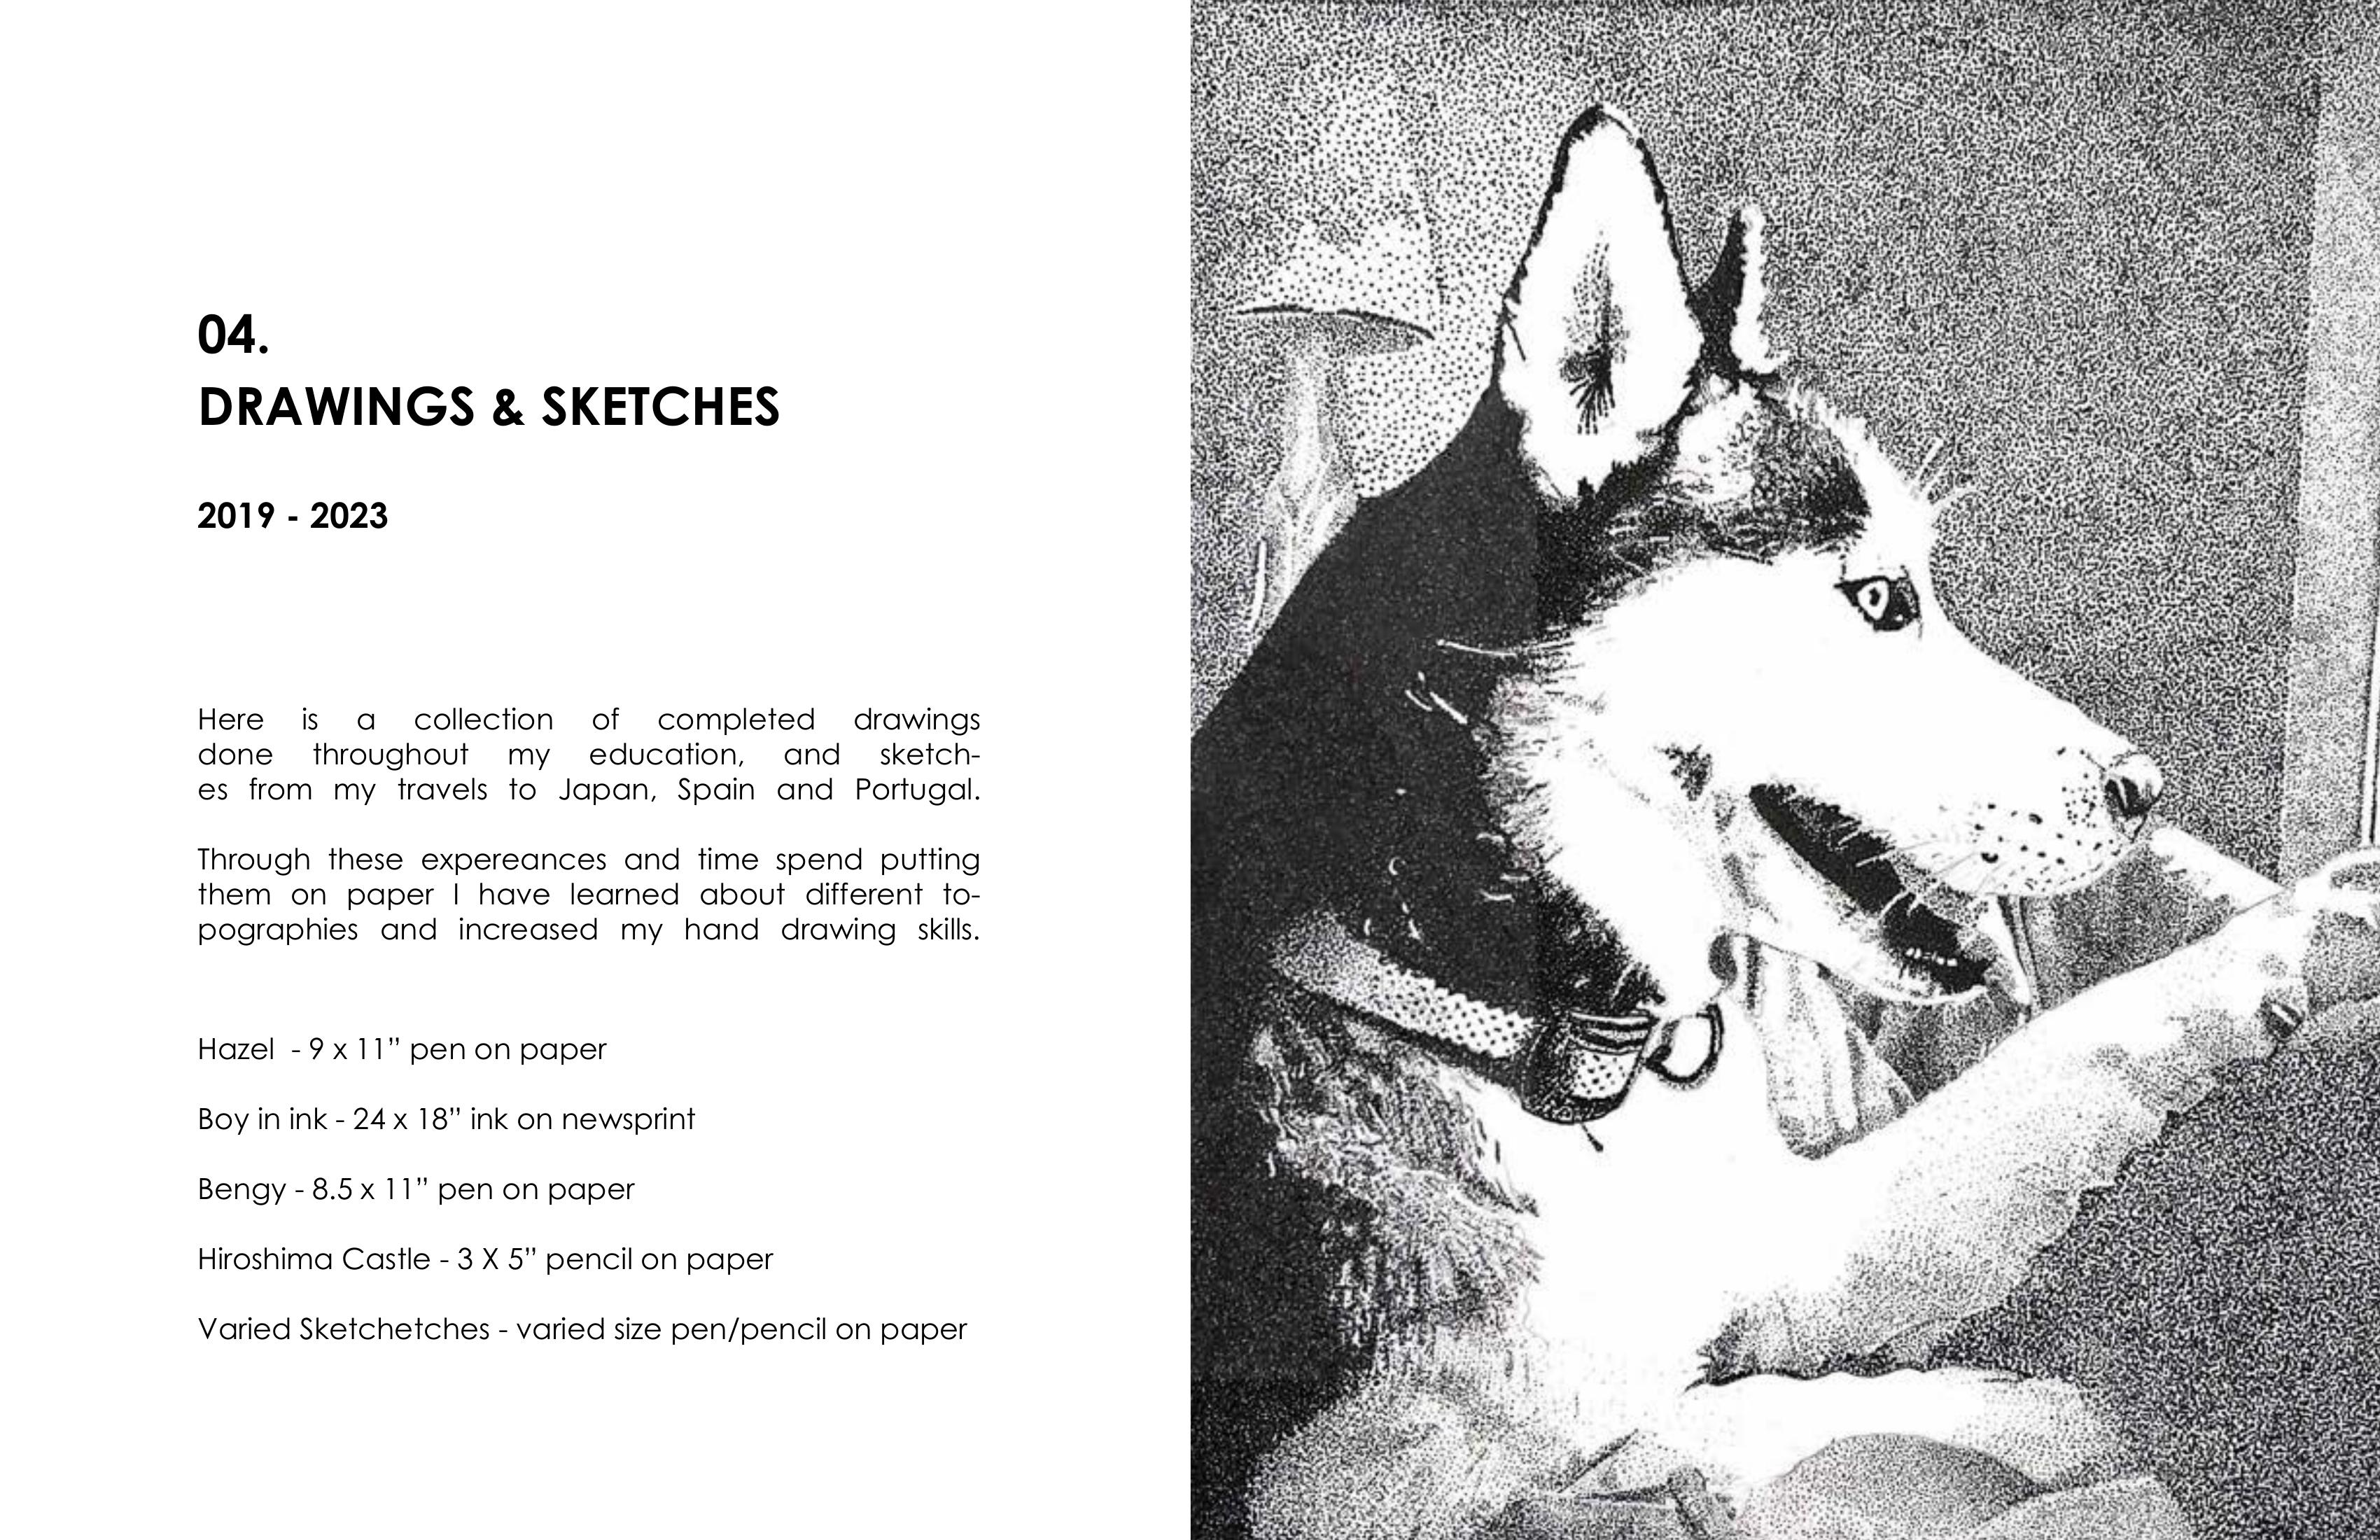 04.
DRAWINGS & SKETCHES
2019 - 2023
Here is a collection of completed drawings
done throughout my education, and sketch-
es from my travels to Japan, Spain and Portugal.
Through these expereances and time spend putting
them on paper I have learned about different to-
pographies and increased my hand drawing skills.
Hazel - 9 x 11” pen on paper
Boy in ink - 24 x 18” ink on newsprint
Bengy - 8.5 x 11” pen on paper
Hiroshima Castle - 3 X 5” pencil on paper
Varied Sketchetches - varied size pen/pencil on paper